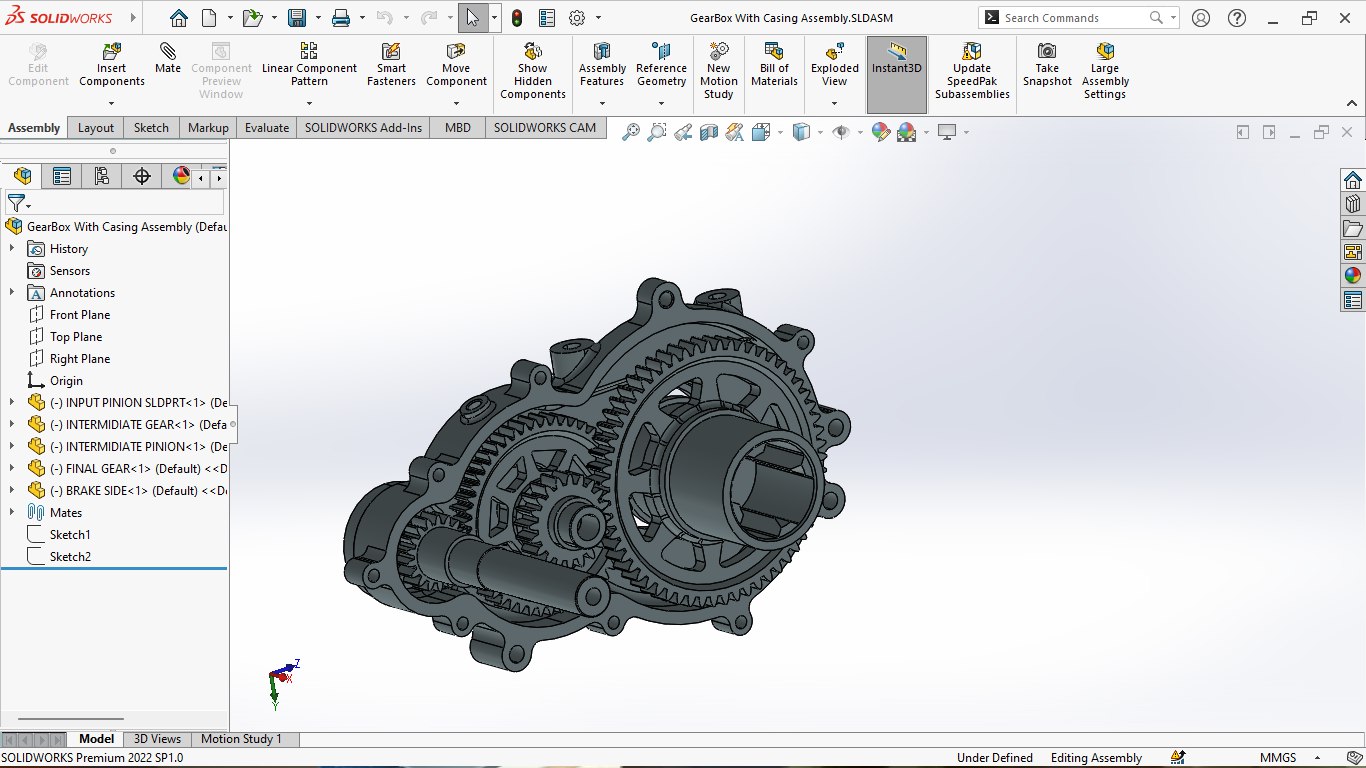 SOLIDWORKS
GearBox With Casing Assembly.SLDASM
Search Commands
Edit
Component
Insert
Components
Mate
Component
Preview
Window
Linear Component
Pattern
Smart
Fasteners
Move
Component
Show
Hidden
Components
Assembly
Features
Reference
Geometry
New
Motion
Study
Bill of
Materials
Exploded
View
Instant3D
Update
SpeedPak
Subassemblies
Take
Snapshot
Large
Assembly
Settings
Assembly Layout Sketch Markup Evaluate SOLIDWORKS Add-Ins MBD SOLIDWORKS CAM
GearBox With Casing Assembly (Defau
History
Sensors
Annotations
Front Plane
Top Plane
Right Plane
Origin
(-) INPUT PINION SLDPRT<1> (De
(-) INTERMIDIATE GEAR<1> (Defa
(-) INTERMIDIATE PINION<1> (De
(-) FINAL GEAR<1> (Default) <<D
(-) BRAKE SIDE<1> (Default) <<De
Mates
Sketch1
Sketch2
Z
X
Y
Model 3D Views Motion Study 1
SOLIDWORKS Premium 2022 SP1.0 Under Defined Editing Assembly MMGS